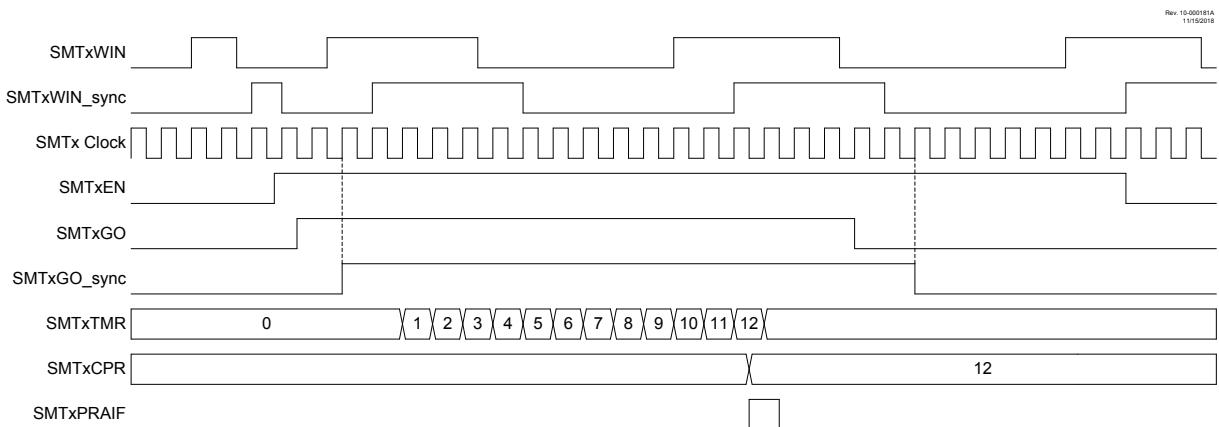 Rev. 10-000181A
11/15/2018
SMTxWIN
SMTxWIN_sync
SMTx Clock
SMTxEN
SMTxGO
SMTxGO_sync
SMTxTMR 0 1 2 3 4 5 6 7 8 9 10 11 12
SMTxCPR 12
SMTxPRAIF